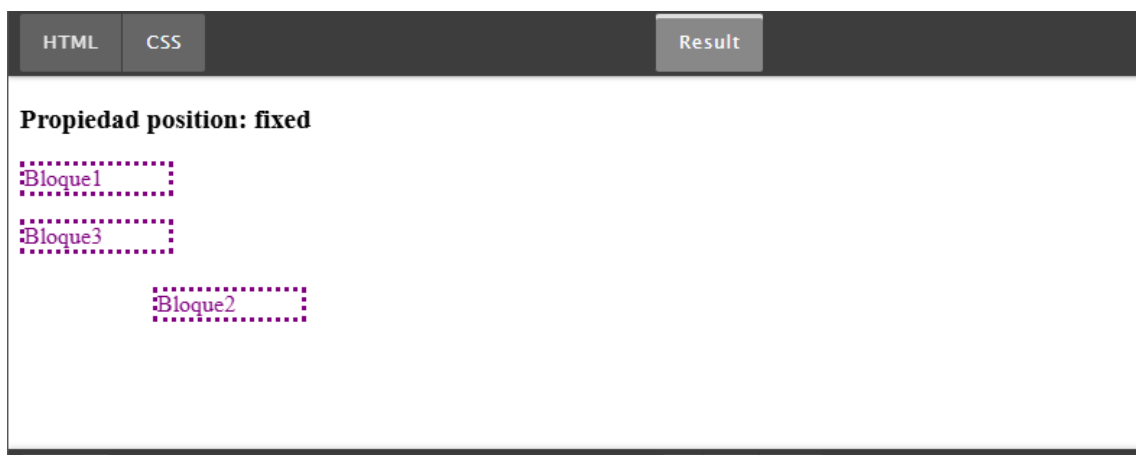 HTML CSS Result
Propiedad position: fixed
Bloque1
Bloque3
Bloque2